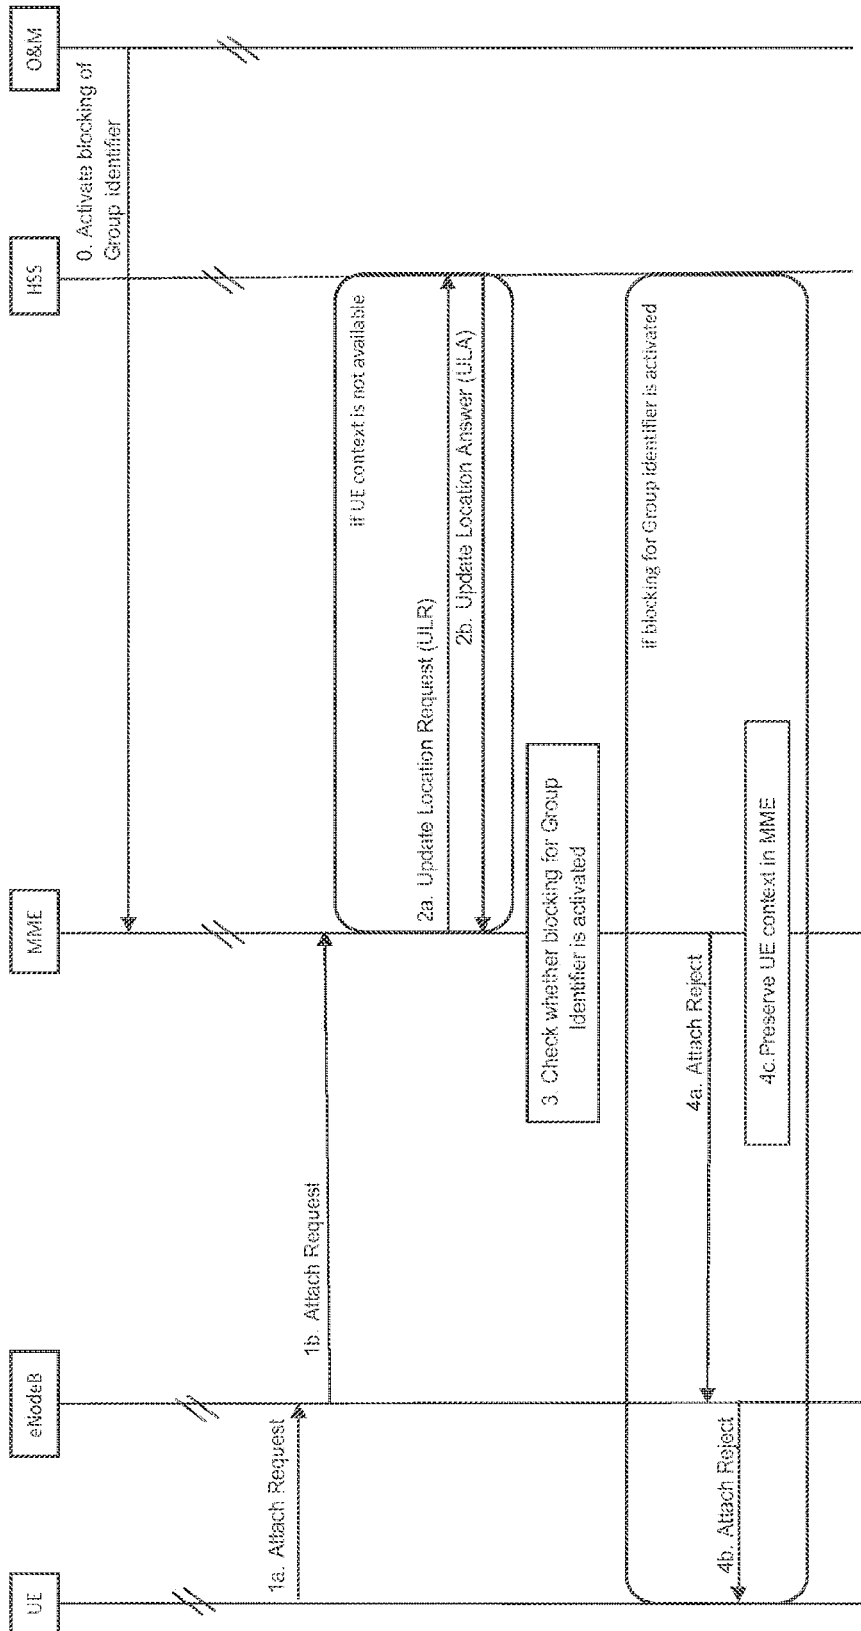 UE
eNodeB
MME
HSS
O&M
0. Activate blocking of
Group identifier
1a. Attach Request
1b. Attach Request
if UE context is not available
2a. Update Location Request (ULR)
2b. Update Location Answer (ULA)
3. Check whether blocking for Group
Identifier is activated
if blocking for Group identifier is activated
4a. Attach Reject
4b. Attach Reject
4c.Preserve UE context in MME